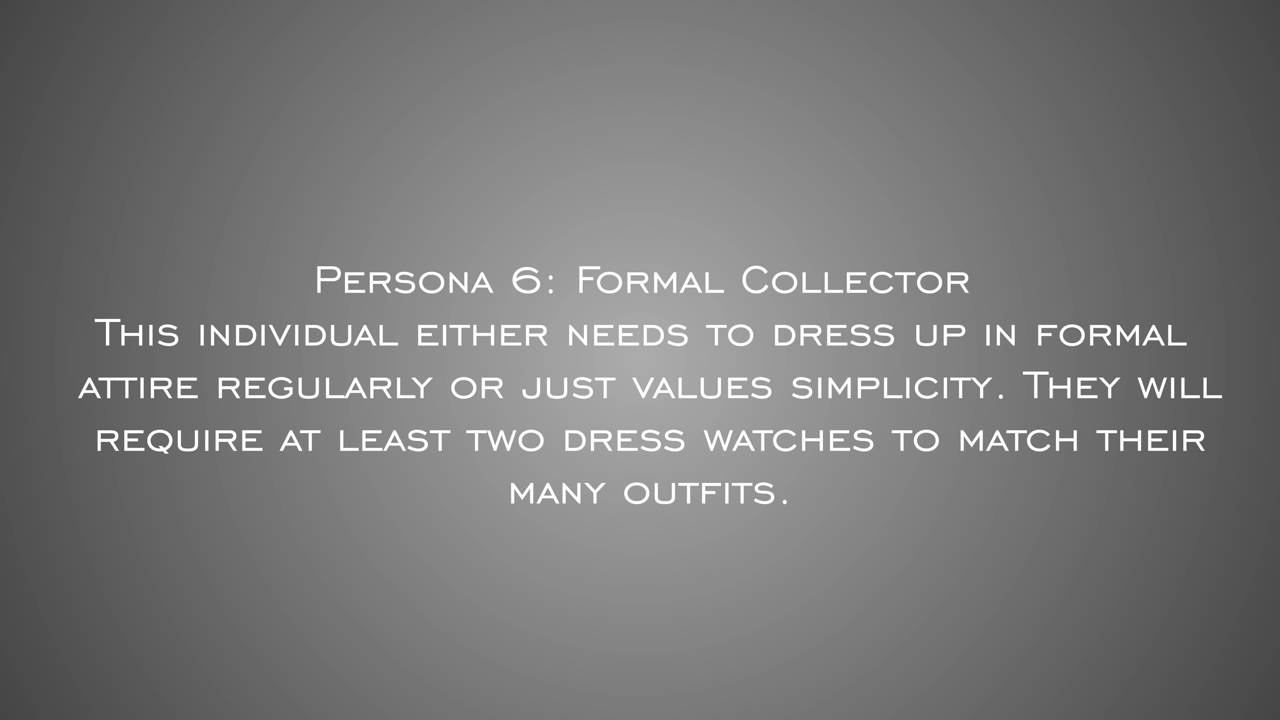 Persona 6: Formal Collector
This individual either needs to dress up in formal
attire regularly or just values simplicity. They will
require at least two dress watches to match their
many outfits.